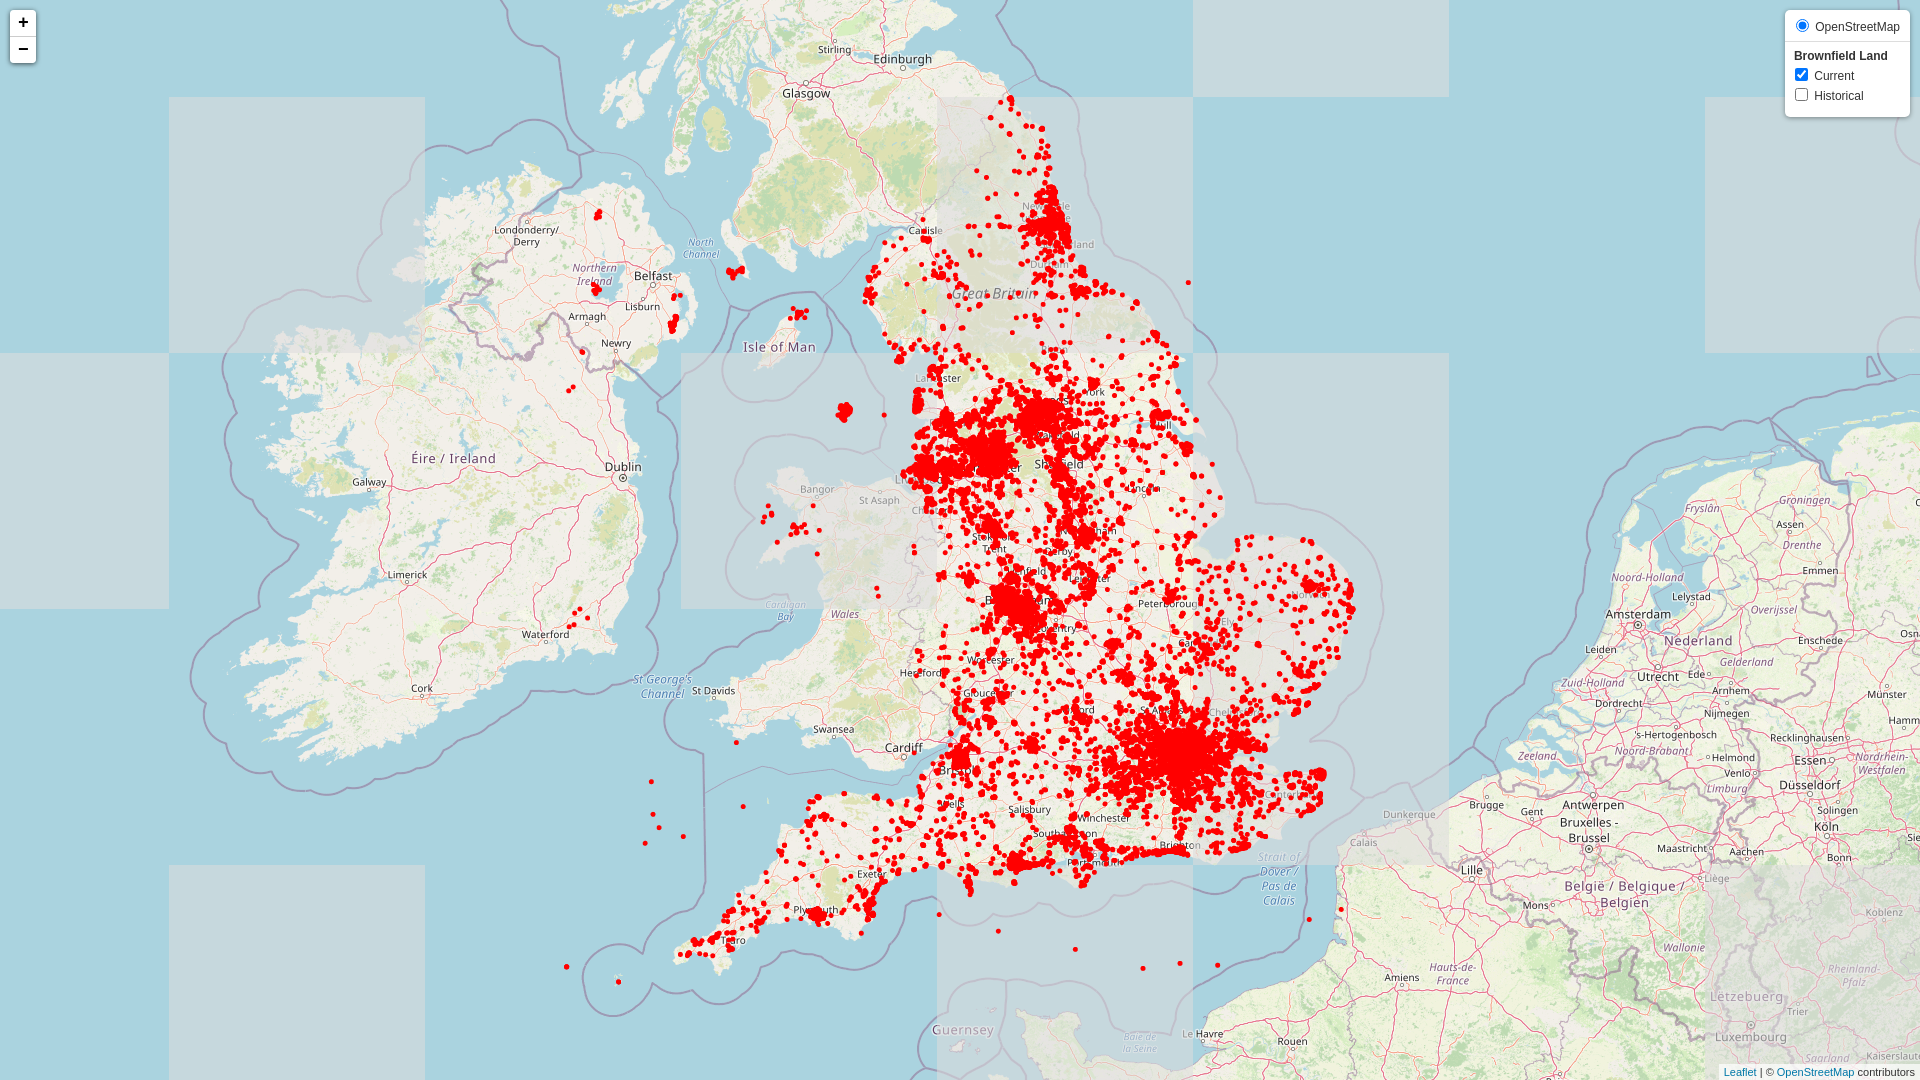 +
−
OpenStreetMap
Brownfield Land
Current
Historical
Stirling
Edinburgh
Glasgow
Londonderry/
Derry
North
Channel
Carlisle
Northern
Ireland
Belfast
Lisburn
Great Britain
Armagh
Newry
Isle of Man
Lancaster
York
Éire / Ireland
Dublin
Galway
Bangor
St Asaph
Lincoln
Derby
Limerick
Leicester
Cardigan
Bay
Wales
Peterborough
Ely
Waterford
Coventry
Worcester
Hereford
St George's
Channel
St Davids
Gloucester
Cork
Swansea
Cardiff
Bristol
Wells
Salisbury
Winchester
Southampton
Portsmouth
Brighton
Exeter
Plymouth
Truro
Strait of
Dover /
Pas de
Calais
Guernsey
Baie de
la Seine
Le Havre
Rouen
Amiens
Hauts-de-
France
Dunkerque
Calais
Lille
Brugge
Gent
Antwerpen
Bruxelles -
Brussel
België / Belgique /
Belgien
Mons
Liège
Wallonie
Maastricht
Aachen
Köln
Bonn
Koblenz
Rheinland-
Pfalz
Lëtzebuerg
Trier
Luxembourg
Saarland
Kaiserslaute
Groningen
Fryslân
Assen
Drenthe
Emmen
Noord-Holland
Lelystad
Amsterdam
Overijssel
Nederland
Enschede
Leiden
Gelderland
Utrecht
Ede
Zuid-Holland
Arnhem
Münster
Dordrecht
Nijmegen
Hamm
's-Hertogenbosch
Recklinghausen
Noord-Brabant
Zeeland
Helmond
Essen
Nordrhein-
Westfalen
Venlo
Düsseldorf
Limburg
Solingen
Leaflet | © OpenStreetMap contributors